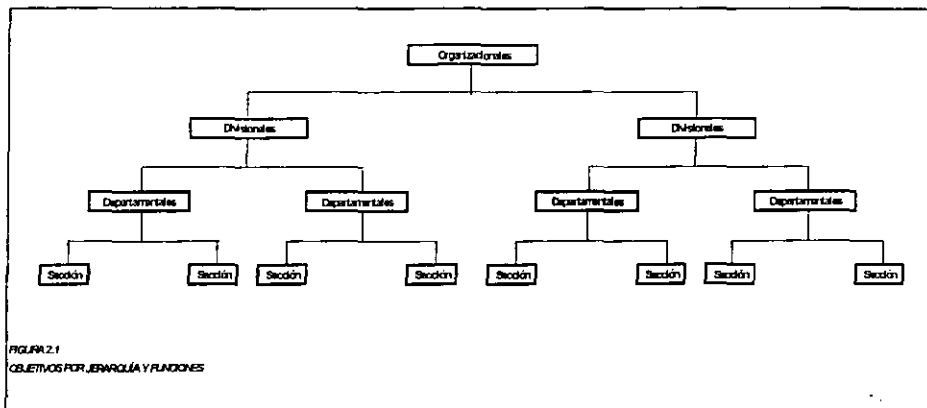 Organizacionales
Divisionales Divisionales
Departamentales Departamentales Departamentales Departamentales
Sección Sección Sección Sección Sección Sección Sección Sección
FIGURA 2.1
OBJETIVOS POR JERARQUÍA Y FUNCIONES